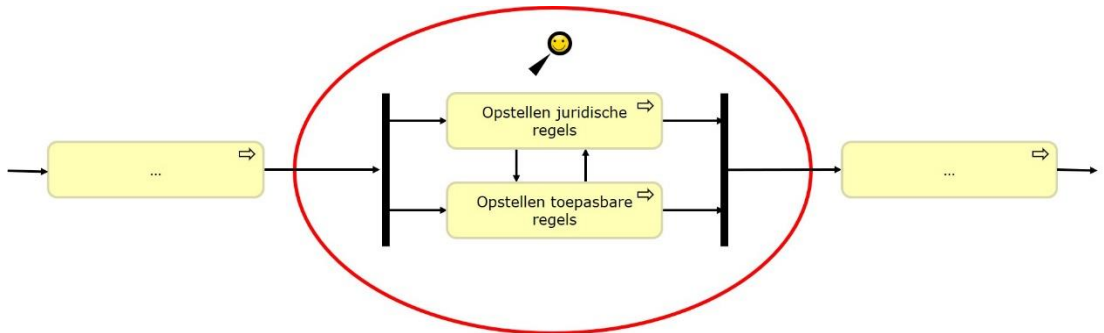 Opstellen juridische
regels
...
Opstellen toepasbare
regels
...